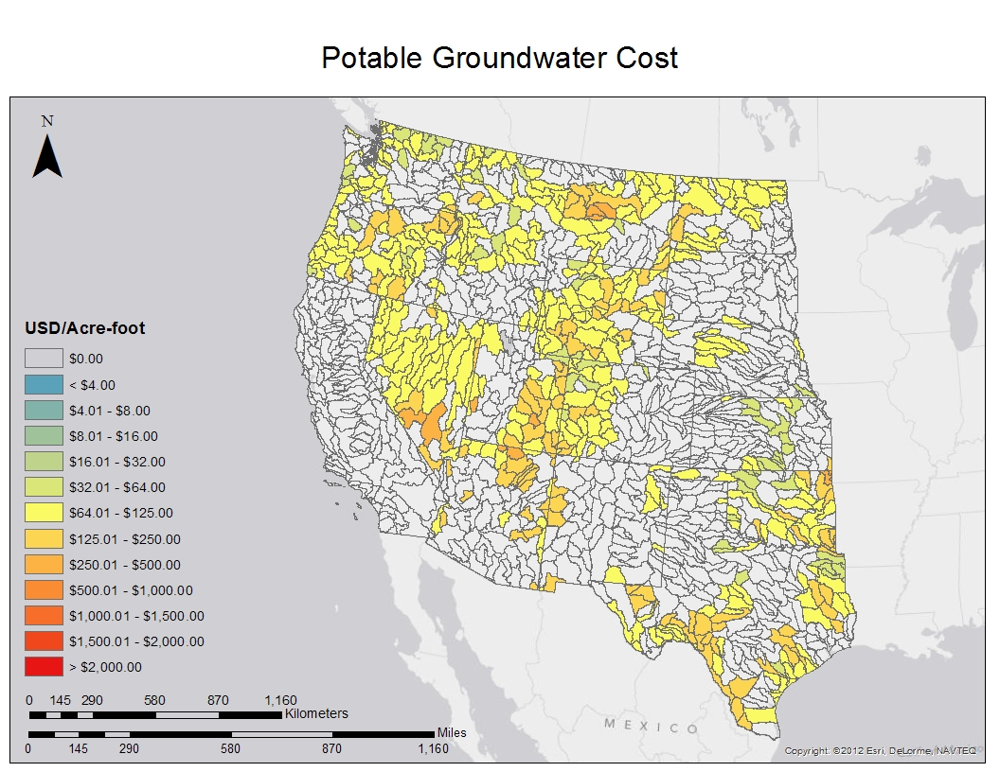 Potable Groundwater Cost
N
USD/Acre-foot
$0.00
< $4.00
$4.01 - $8.00
$8.01 - $16.00
$16.01 - $32.00
$32.01 - $64.00
$64.01 - $125.00
$125.01 - $250.00
$250.01 - $500.00
$500.01 - $1,000.00
$1,000.01 - $1,500.00
$1,500.01 - $2,000.00
> $2,000.00
0 145 290 580 870 1,160
Kilometers
Miles
0 145 290 580 870 1,160
MEXICO
Copyright: ©2012 Esri, DeLorme, NAVTEQ